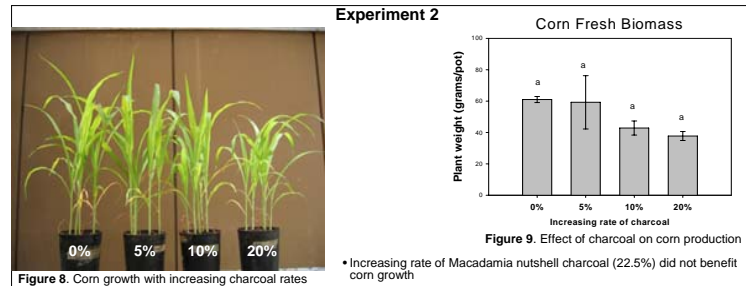 Experiment 2
0% 5% 10% 20%
Figure 8. Corn growth with increasing charcoal rates
Corn Fresh Biomass
Plant weight (grams/pot)
100
80
60
40
20
0
a a a a
0% 5% 10% 20%
Increasing rate of charcoal
Figure 9. Effect of charcoal on corn production
• Increasing rate of Macadamia nutshell charcoal (22.5%) did not benefit
corn growth